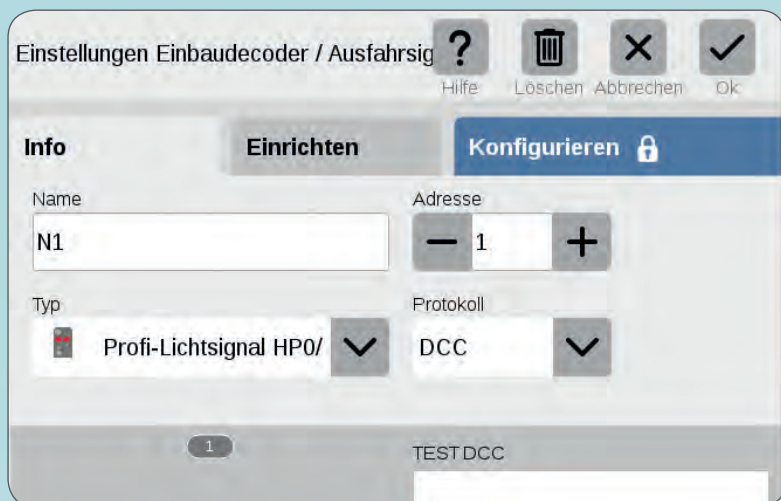 Einstellungen Einbaudecoder / Ausfahrsig
Hilfe
Löschen
Abbrechen
Ok
Info
Einrichten
Konfigurieren
Name
Adresse
N1
1
Typ
Protokoll
Profi-Lichtsignal HP0/
DCC
1
TEST DCC